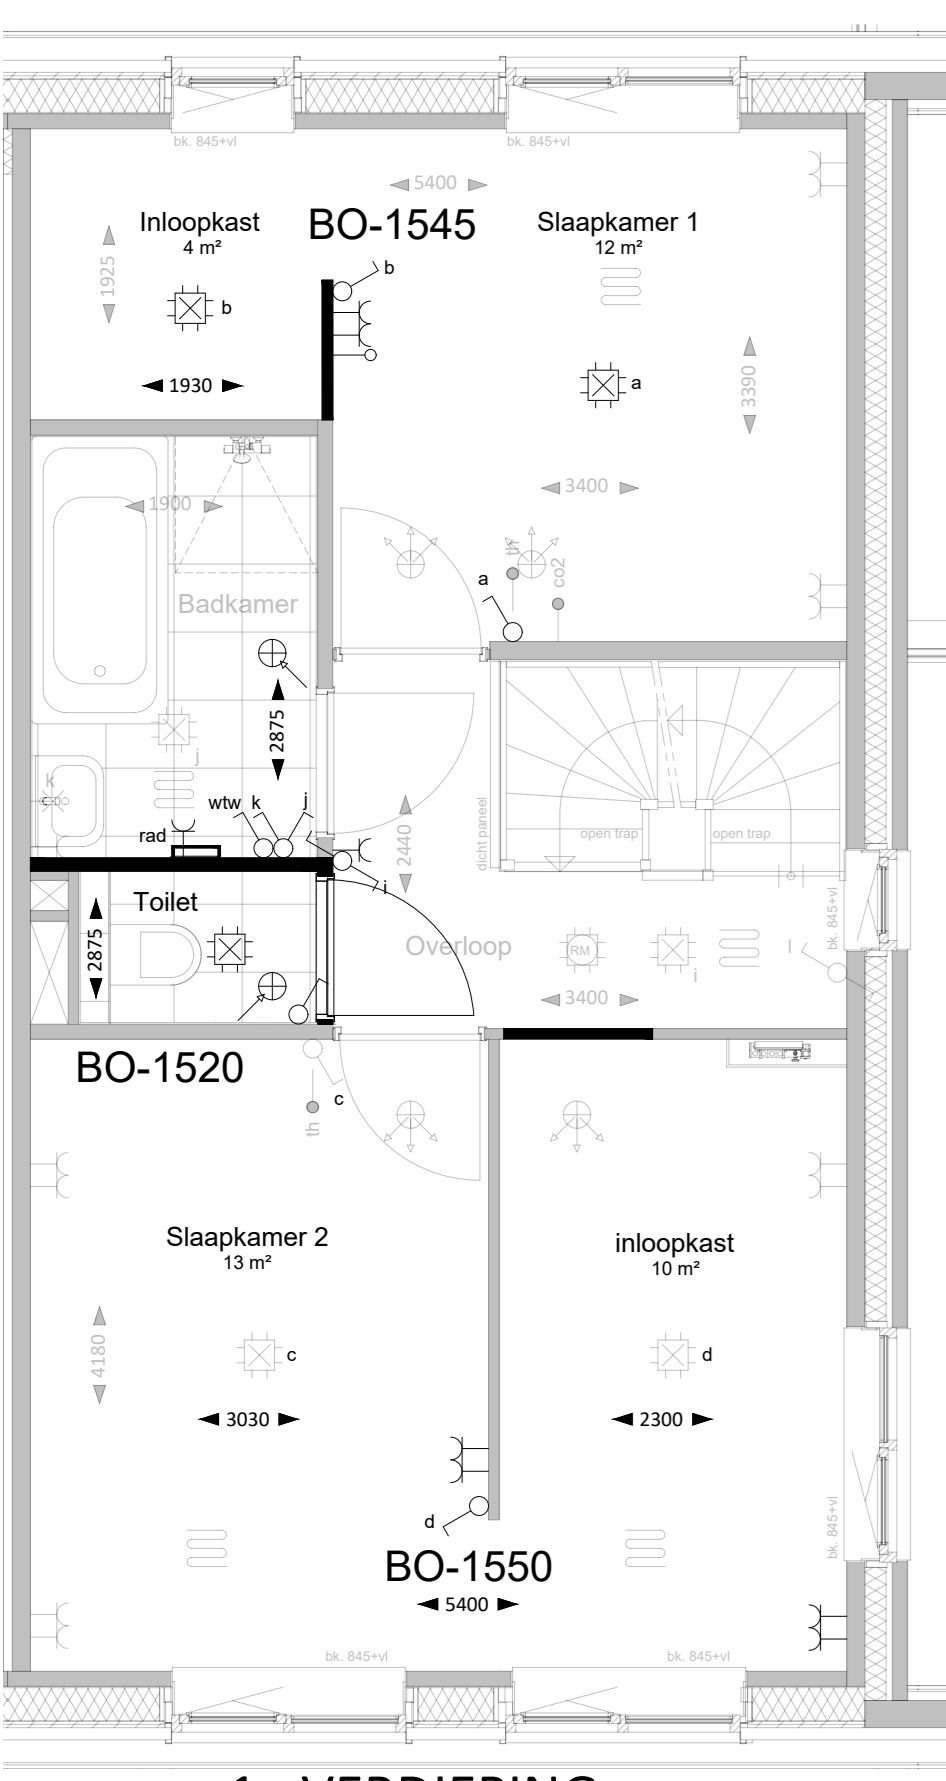 bk. 845+vl
bk. 845+vl
5400
Inloopkast
4 m²
BO-1545
Slaapkamer 1
12 m²
1925
b
b
1930
a
3390
3400
1900
th
co2
a
Badkamer
2875
j
k
wtw
k
j
rad
2440
dicht paneel
open trap
open trap
i
Toilet
2875
Overloop
RM
i
l
bk. 845+vl
3400
BO-1520
c
th
Slaapkamer 2
13 m²
inloopkast
10 m²
4180
c
d
3030
2300
d
bk. 845+vl
BO-1550
5400
bk. 845+vl
bk. 845+vl